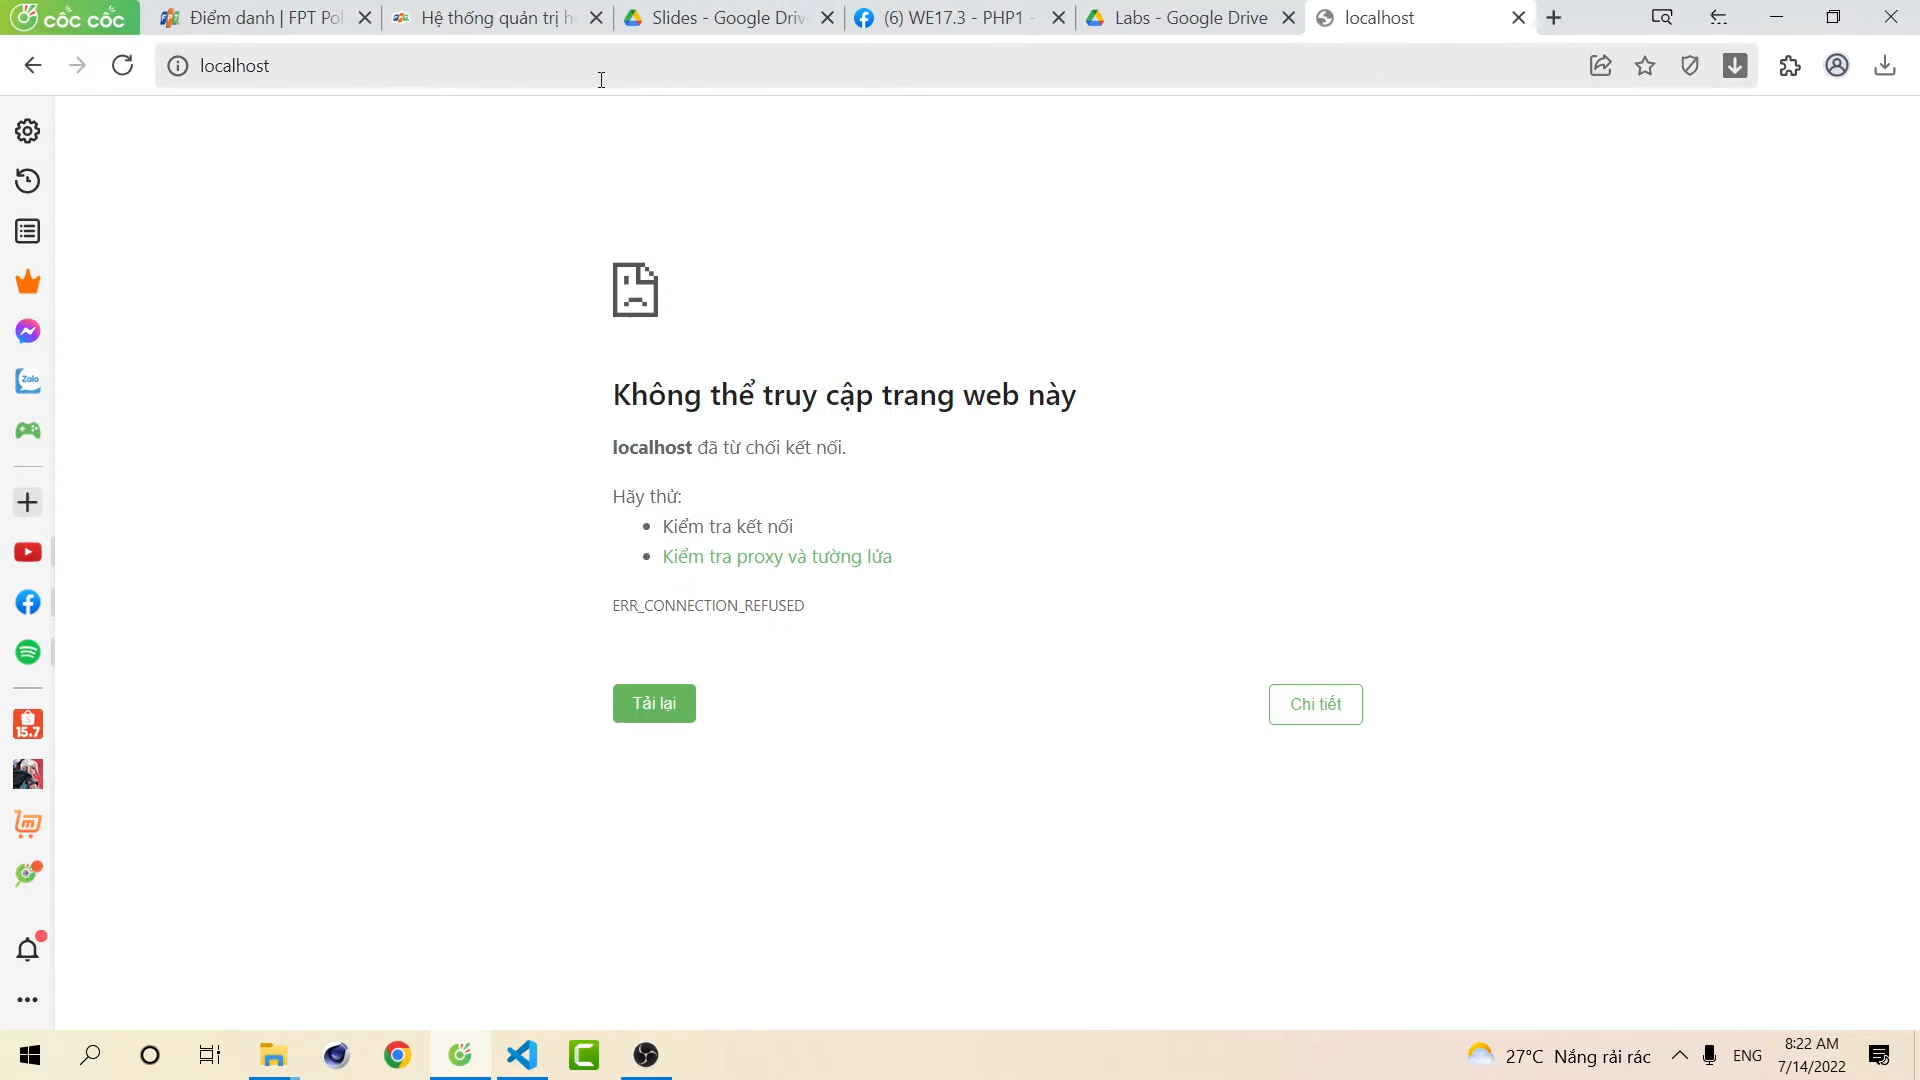 cốc cốc
Điểm danh | FPT Pol
Hệ thống quản trị h
Slides - Google Driv
(6) WE17.3 - PHP1 -
Labs - Google Drive
localhost
localhost
Zalo
Không thể truy cập trang web này
localhost đã từ chối kết nối.
Hãy thử:
Kiểm tra kết nối
Kiểm tra proxy và tường lửa
ERR_CONNECTION_REFUSED
Tải lại
Chi tiết
15.7
27°C Nắng rải rác
ENG
8:22 AM
7/14/2022